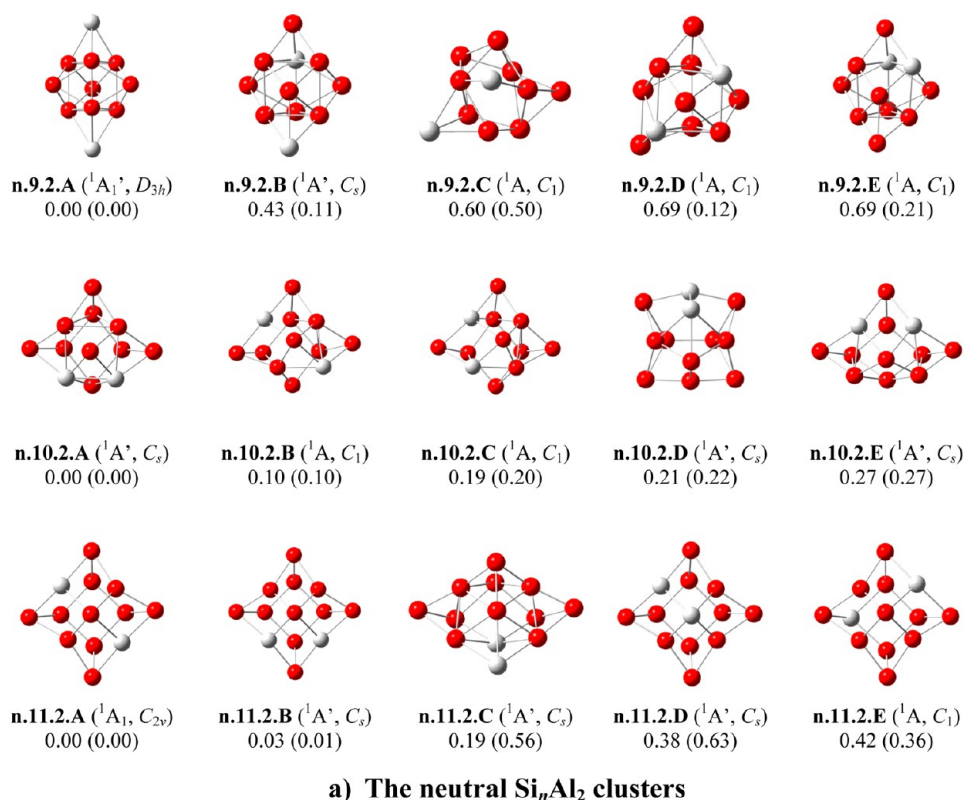 n.9.2.A (¹A₁', D₃ₕ) n.9.2.B (¹A', Cₛ) n.9.2.C (¹A, C₁) n.9.2.D (¹A, C₁) n.9.2.E (¹A, C₁)
0.00 (0.00) 0.43 (0.11) 0.60 (0.50) 0.69 (0.12) 0.69 (0.21)
n.10.2.A (¹A’, Cₛ) n.10.2.B (¹A, C₁) n.10.2.C (¹A, C₁) n.10.2.D (¹A’, Cₛ) n.10.2.E (¹A’, Cₛ)
0.00 (0.00) 0.10 (0.10) 0.19 (0.20) 0.21 (0.22) 0.27 (0.27)
n.11.2.A (¹A₁, C₂ᵥ) n.11.2.B (¹A’, Cₛ) n.11.2.C (¹A’, Cₛ) n.11.2.D (¹A’, Cₛ) n.11.2.E (¹A, C₁)
0.00 (0.00) 0.03 (0.01) 0.19 (0.56) 0.38 (0.63) 0.42 (0.36)
a) The neutral SiₙAl₂ clusters